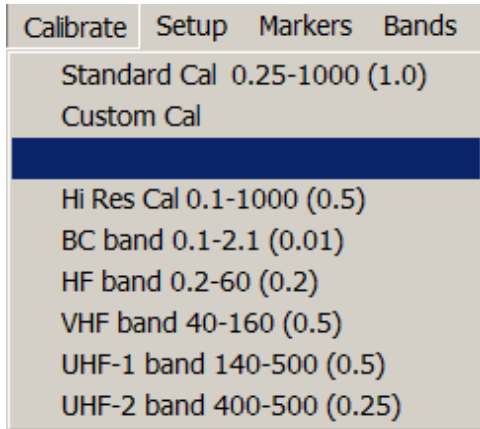 Calibrate Setup Markers Bands
Standard Cal 0.25-1000 (1.0)
Custom Cal
Hi Res Cal 0.1-1000 (0.5)
BC band 0.1-2.1 (0.01)
HF band 0.2-60 (0.2)
VHF band 40-160 (0.5)
UHF-1 band 140-500 (0.5)
UHF-2 band 400-500 (0.25)